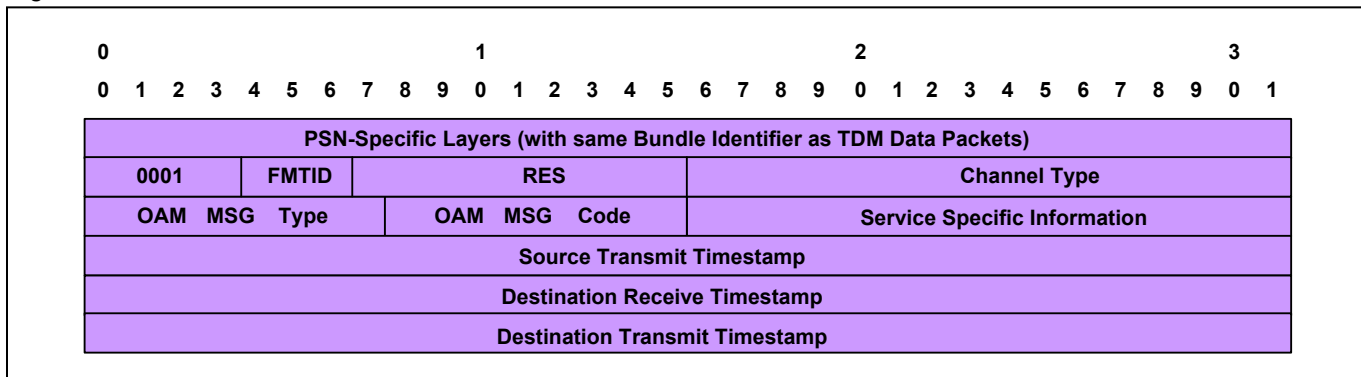 0 1 2 3
0 1 2 3 4 5 6 7 8 9 0 1 2 3 4 5 6 7 8 9 0 1 2 3 4 5 6 7 8 9 0 1
PSN-Specific Layers (with same Bundle Identifier as TDM Data Packets)
0001 FMTID RES Channel Type
OAM MSG Type OAM MSG Code Service Specific Information
Source Transmit Timestamp
Destination Receive Timestamp
Destination Transmit Timestamp